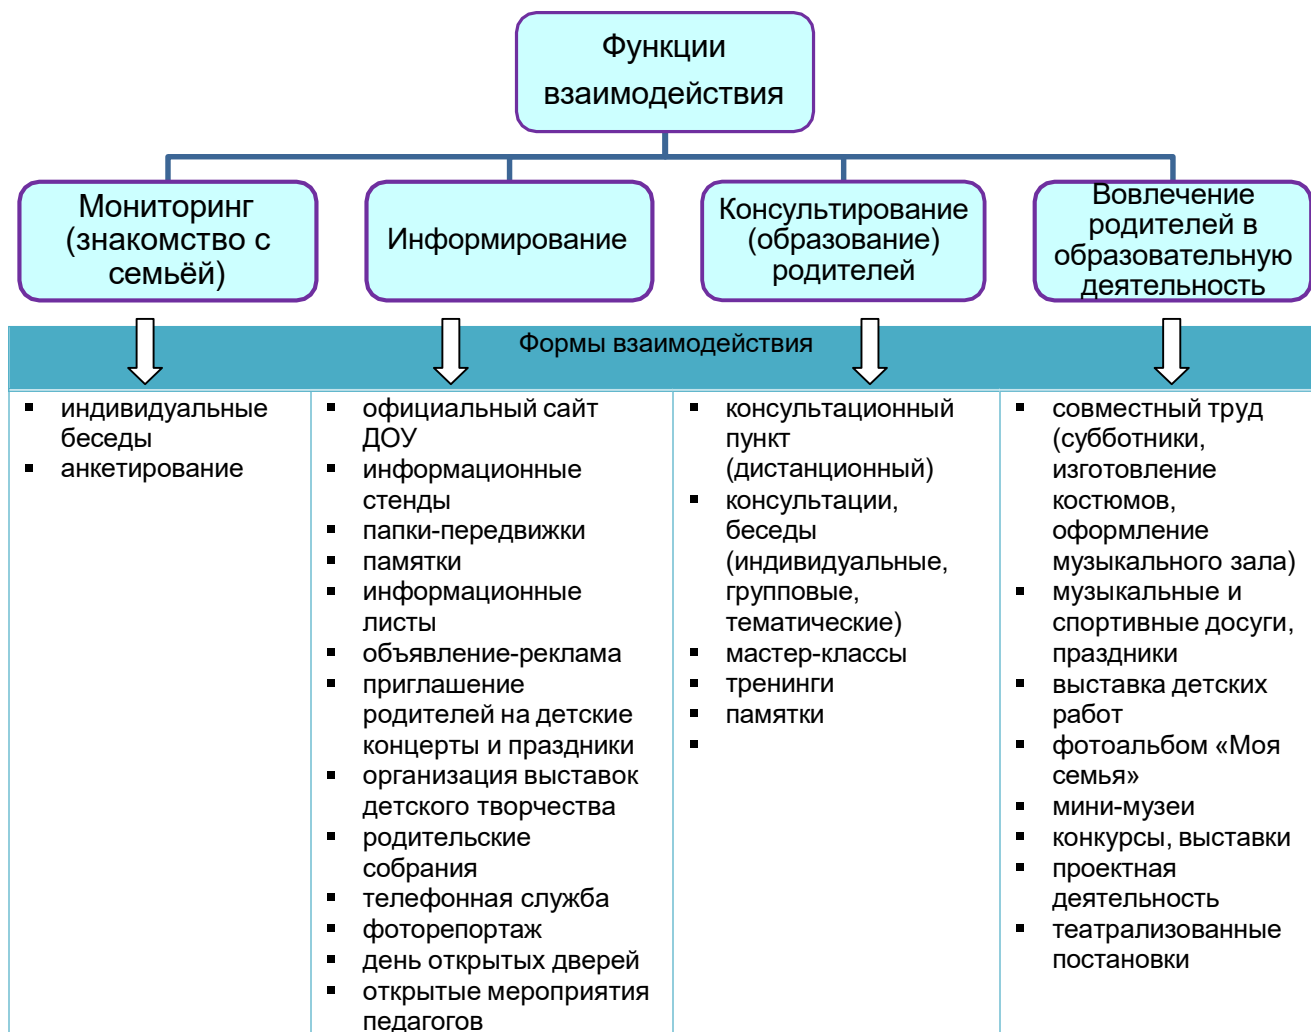 Функции
взаимодействия
Мониторинг
(знакомство с
семьёй)
Информирование
Консультирование
(образование)
родителей
Вовлечение
родителей в
образовательную
деятельность
Формы взаимодействия
▪ индивидуальные
беседы
▪ анкетирование
▪ официальный сайт
ДОУ
▪ информационные
стенды
▪ папки-передвижки
▪ памятки
▪ информационные
листы
▪ объявление-реклама
▪ приглашение
родителей на детские
концерты и праздники
▪ организация выставок
детского творчества
▪ родительские
собрания
▪ телефонная служба
▪ фоторепортаж
▪ день открытых дверей
▪ открытые мероприятия
педагогов
▪ консультационный
пункт
(дистанционный)
▪ консультации,
беседы
(индивидуальные,
групповые,
тематические)
▪ мастер-классы
▪ тренинги
▪ памятки
▪
▪ совместный труд
(субботники,
изготовление
костюмов,
оформление
музыкального зала)
▪ музыкальные и
спортивные досуги,
праздники
▪ выставка детских
работ
▪ фотоальбом «Моя
семья»
▪ мини-музеи
▪ конкурсы, выставки
▪ проектная
деятельность
▪ театрализованные
постановки